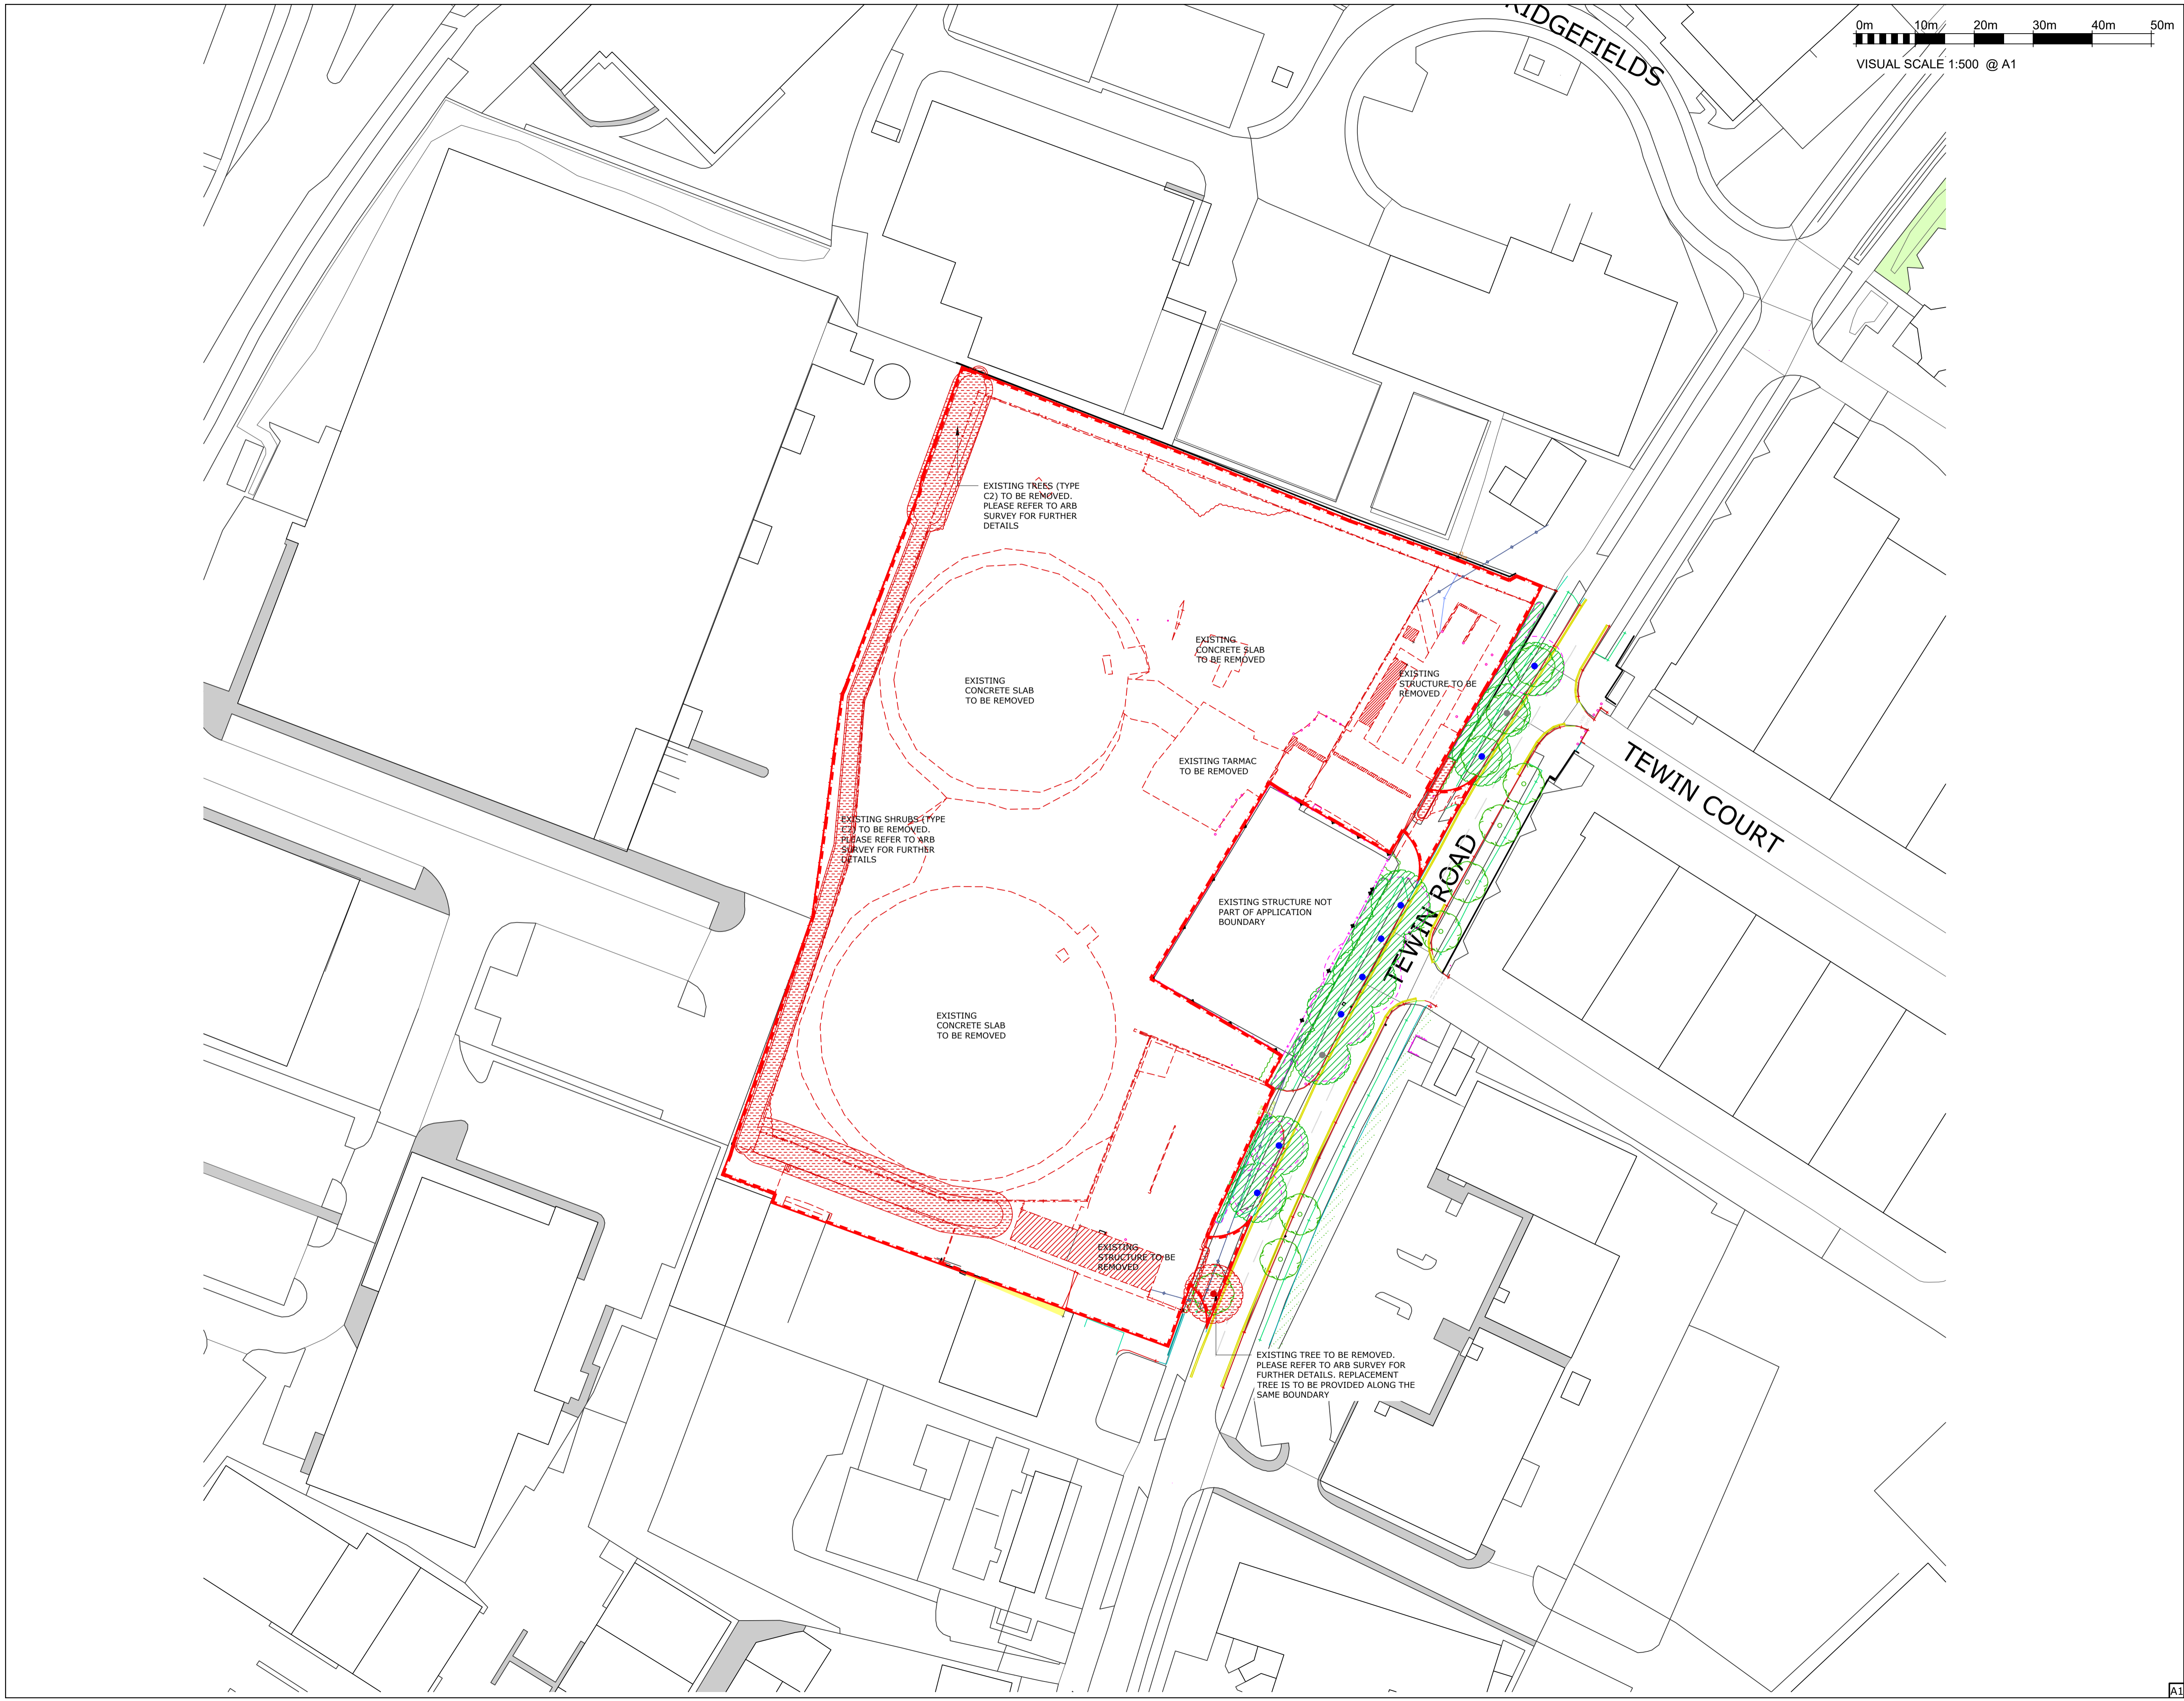 RIDGEFIELDS
0m 10m 20m 30m 40m 50m
VISUAL SCALE 1:500 @ A1
EXISTING TREES (TYPE
C2) TO BE REMOVED.
PLEASE REFER TO ARB
SURVEY FOR FURTHER
DETAILS
EXISTING
CONCRETE SLAB
TO BE REMOVED
EXISTING
STRUCTURE TO BE
REMOVED
EXISTING
CONCRETE SLAB
TO BE REMOVED
EXISTING TARMAC
TO BE REMOVED
TEWIN COURT
EXISTING SHRUBS (TYPE
C2) TO BE REMOVED.
PLEASE REFER TO ARB
SURVEY FOR FURTHER
DETAILS
TEWIN ROAD
EXISTING STRUCTURE NOT
PART OF APPLICATION
BOUNDARY
EXISTING
CONCRETE SLAB
TO BE REMOVED
EXISTING
STRUCTURE TO BE
REMOVED
EXISTING TREE TO BE REMOVED.
PLEASE REFER TO ARB SURVEY FOR
FURTHER DETAILS. REPLACEMENT
TREE IS TO BE PROVIDED ALONG THE
SAME BOUNDARY
A1